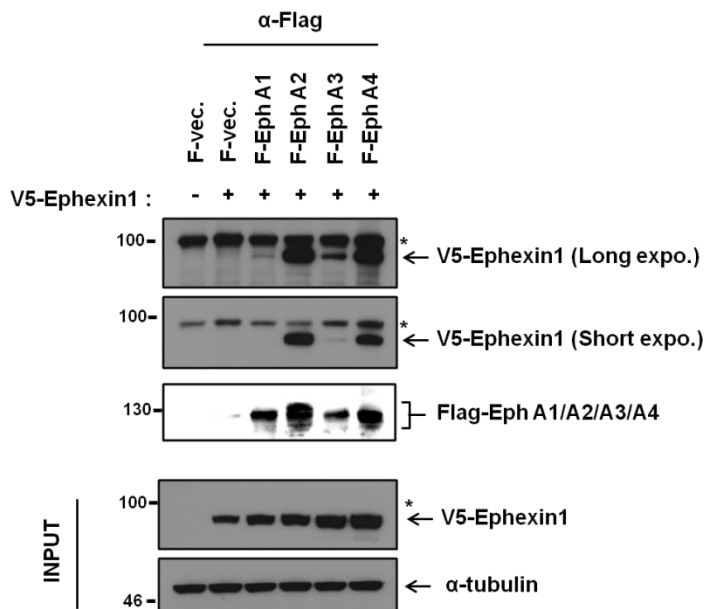 α-Flag
F-vec.
F-vec.
F-Eph A1
F-Eph A2
F-Eph A3
F-Eph A4
V5-Ephexin1 : - + + + + +
100 *
V5-Ephexin1 (Long expo.)
100 *
V5-Ephexin1 (Short expo.)
130
Flag-Eph A1/A2/A3/A4
INPUT
100 *
V5-Ephexin1
α-tubulin
46